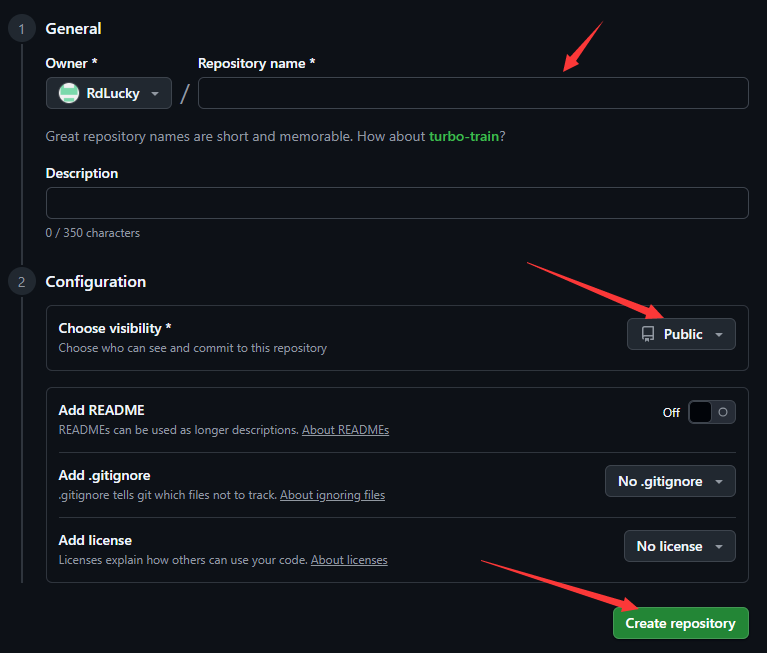 1 General
Owner * Repository name *
RdLucky /
Great repository names are short and memorable. How about turbo-train?
Description
0 / 350 characters
2 Configuration
Choose visibility *
Choose who can see and commit to this repository
Public
Add README
READMEs can be used as longer descriptions. About READMEs
Off
Add .gitignore
.gitignore tells git which files not to track. About ignoring files
No .gitignore
Add license
Licenses explain how others can use your code. About licenses
No license
Create repository